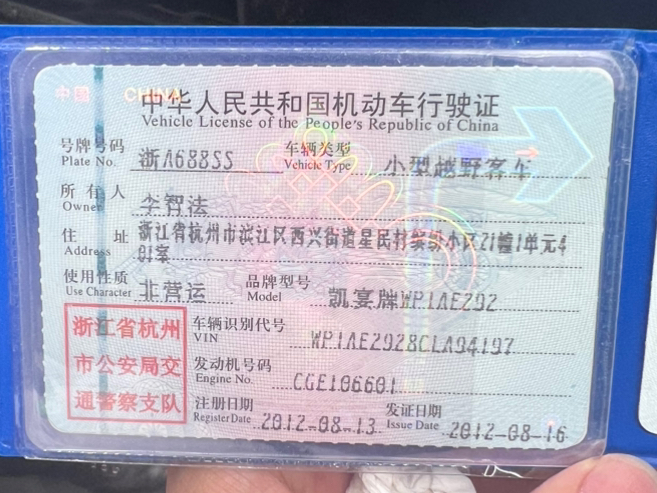 中国 CHINA
中华人民共和国机动车行驶证
Vehicle License of the People's Republic of China
号牌号码 浙A688SS 车辆类型 小型越野客车
Plate No. Vehicle Type
所有人 李智法
Owner
住址 浙江省杭州市滨江区西兴街道星民村缤纷小区21幢1单元4
Address 01室
使用性质 非营运 品牌型号
Use Character Model 凯宴牌WP1AE292
浙江省杭州 车辆识别代号
VIN WP1AE2928CLA94197
市公安局交 发动机号码
Engine No. CGE106601
通警察支队 注册日期 发证日期
Register Date 2012-08-13 Issue Date 2012-08-16